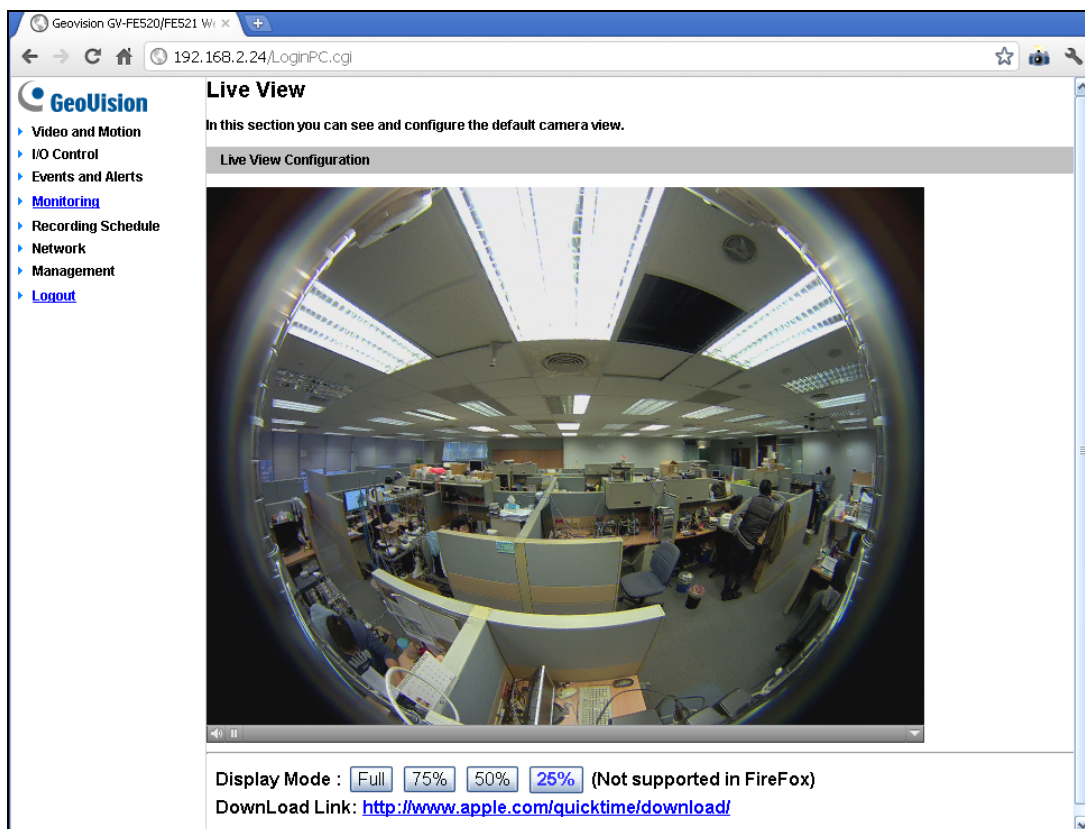 Geovision GV-FE520/FE521 We
192.168.2.24/LoginPC.cgi
GeoVision
Video and Motion
I/O Control
Events and Alerts
Monitoring
Recording Schedule
Network
Management
Logout
Live View
In this section you can see and configure the default camera view.
Live View Configuration
Display Mode : Full 75% 50% 25% (Not supported in FireFox)
DownLoad Link: http://www.apple.com/quicktime/download/